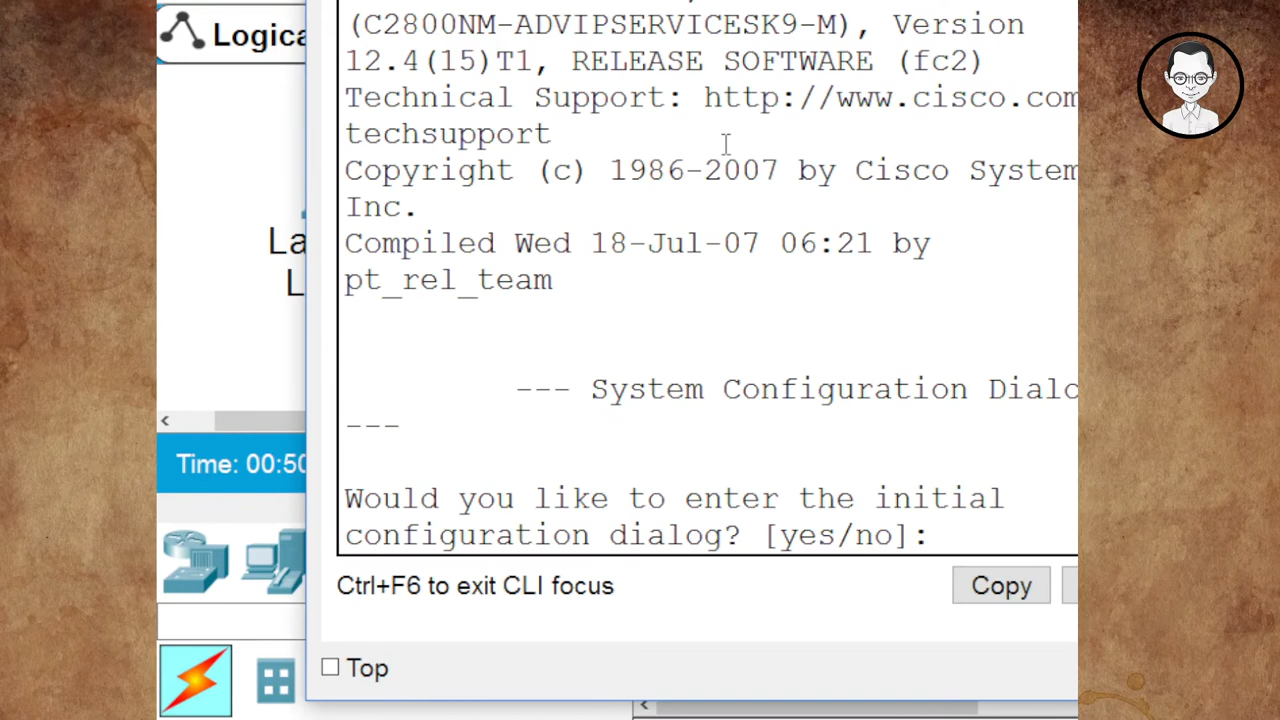 Logica
La
L
Time: 00:50
(C2800NM-ADVIPSERVICESK9-M), Version
12.4(15)T1, RELEASE SOFTWARE (fc2)
Technical Support: http://www.cisco.com
techsupport
Copyright (c) 1986-2007 by Cisco System
Inc.
Compiled Wed 18-Jul-07 06:21 by
pt_rel_team
--- System Configuration Dialo
---
Would you like to enter the initial
configuration dialog? [yes/no]:
Ctrl+F6 to exit CLI focus
Copy
Top